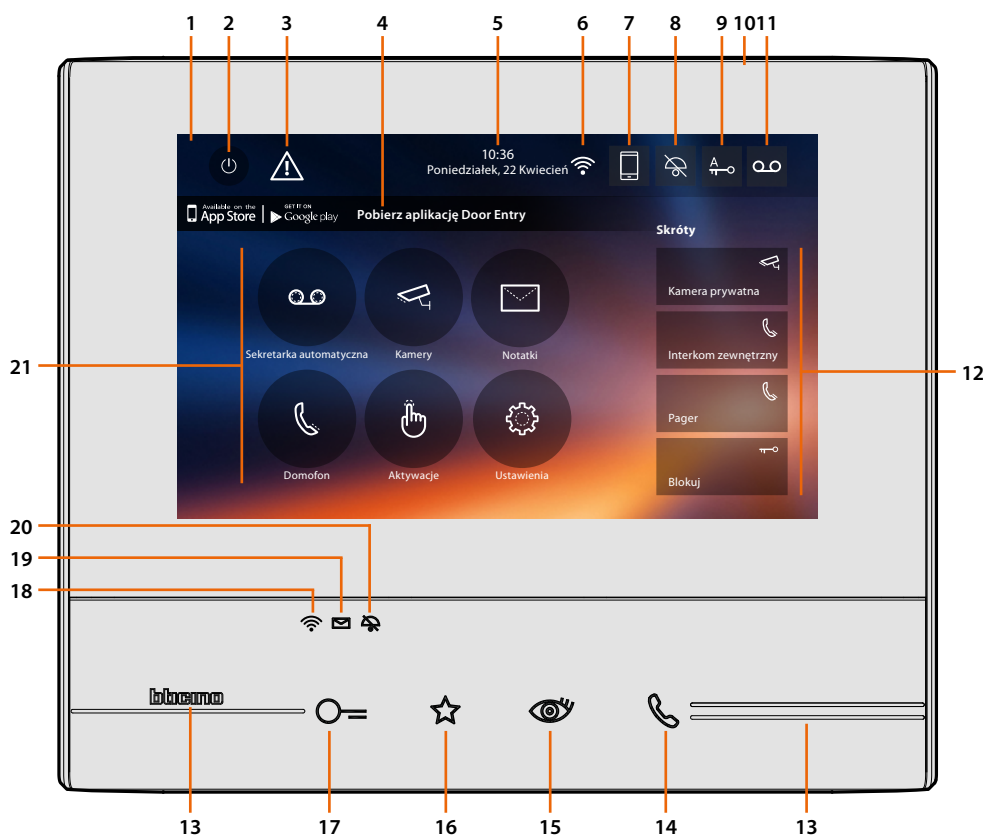 1 2 3 4 5 6 7 8 9 10 11
10:36
Poniedziałek, 22 Kwiecień
A
Available on the
App Store
GET IT ON
Google play
Pobierz aplikację Door Entry
Skróty
Kamera prywatna
Sekretarka automatyczna
Kamery
Notatki
Interkom zewnętrzny
21
12
Pager
Domofon
Aktywacje
Ustawienia
Blokuj
20
19
18
bticino
13 17 16 15 14 13